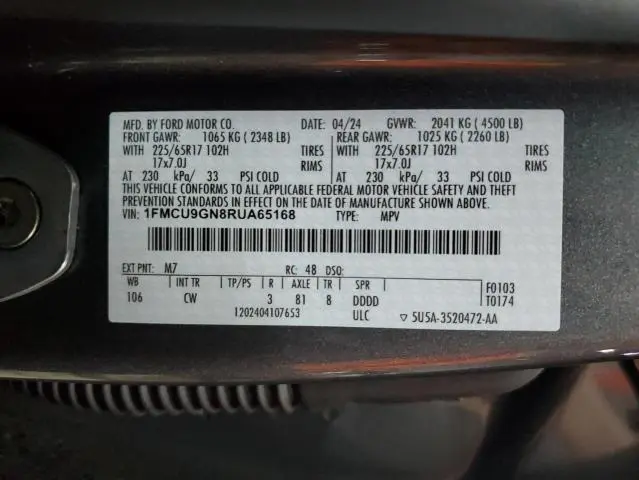 MFD. BY FORD MOTOR CO. DATE: 04/24 GVWR: 2041 KG ( 4500 LB)
FRONT GAWR: 1065 KG ( 2348 LB) REAR GAWR: 1025 KG ( 2260 LB)
WITH 225/65R17 102H TIRES WITH 225/65R17 102H TIRES
17x7.0J RIMS 17x7.0J RIMS
AT 230 kPa/ 33 PSI COLD AT 230 kPa/ 33 PSI COLD
THIS VEHICLE CONFORMS TO ALL APPLICABLE FEDERAL MOTOR VEHICLE SAFETY AND THEFT
PREVENTION STANDARDS IN EFFECT ON THE DATE OF MANUFACTURE SHOWN ABOVE.
VIN: 1FMCU9GN8RUA65168 TYPE: MPV
EXT PNT: M7 RC: 48 DSO:
WB INT TR TP/PS R AXLE TR SPR F0103
106 CW 3 81 8 DDDD T0174
1202404107653 ULC ▽ 5U5A-3520472-AA